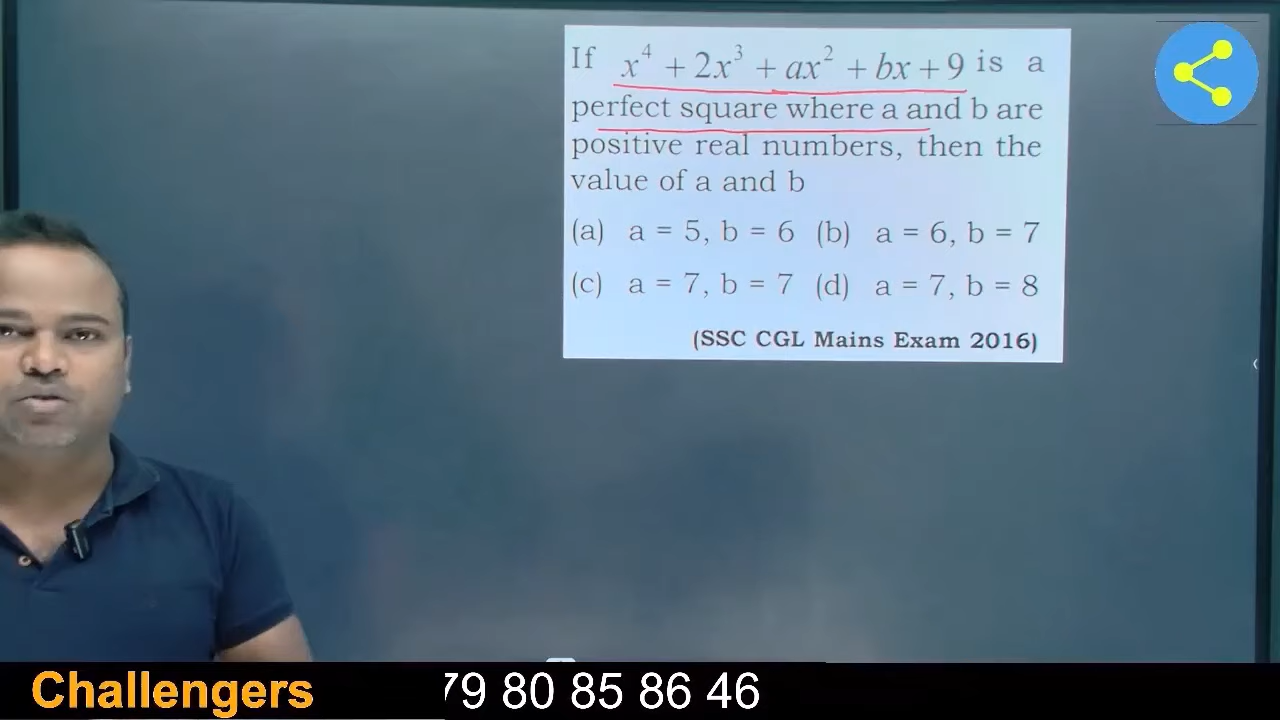 If x⁴ + 2x³ + ax² + bx + 9 is a
perfect square where a and b are
positive real numbers, then the
value of a and b
(a) a = 5, b = 6 (b) a = 6, b = 7
(c) a = 7, b = 7 (d) a = 7, b = 8
(SSC CGL Mains Exam 2016)
Challengers 79 80 85 86 46